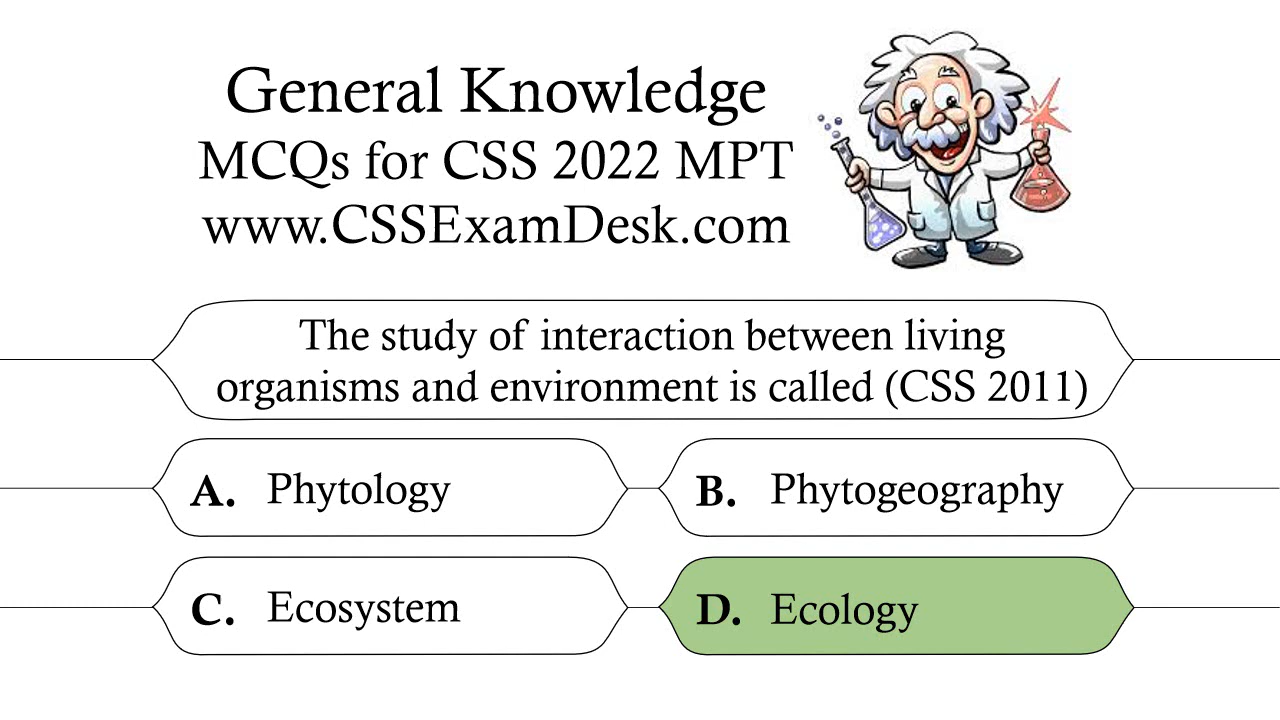 General Knowledge
MCQs for CSS 2022 MPT
www.CSSExamDesk.com
The study of interaction between living
organisms and environment is called (CSS 2011)
A. Phytology
B. Phytogeography
C. Ecosystem
D. Ecology